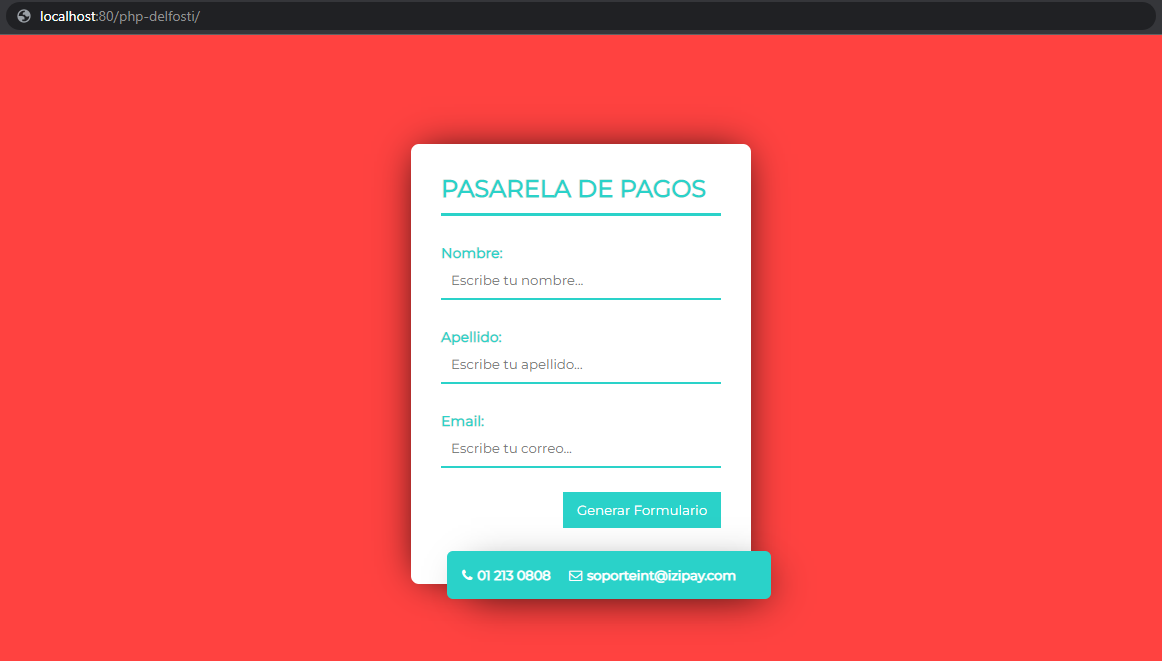 localhost:80/php-delfosti/
PASARELA DE PAGOS
Nombre:
Escribe tu nombre...
Apellido:
Escribe tu apellido...
Email:
Escribe tu correo...
Generar Formulario
01 213 0808 soporteint@izipay.com